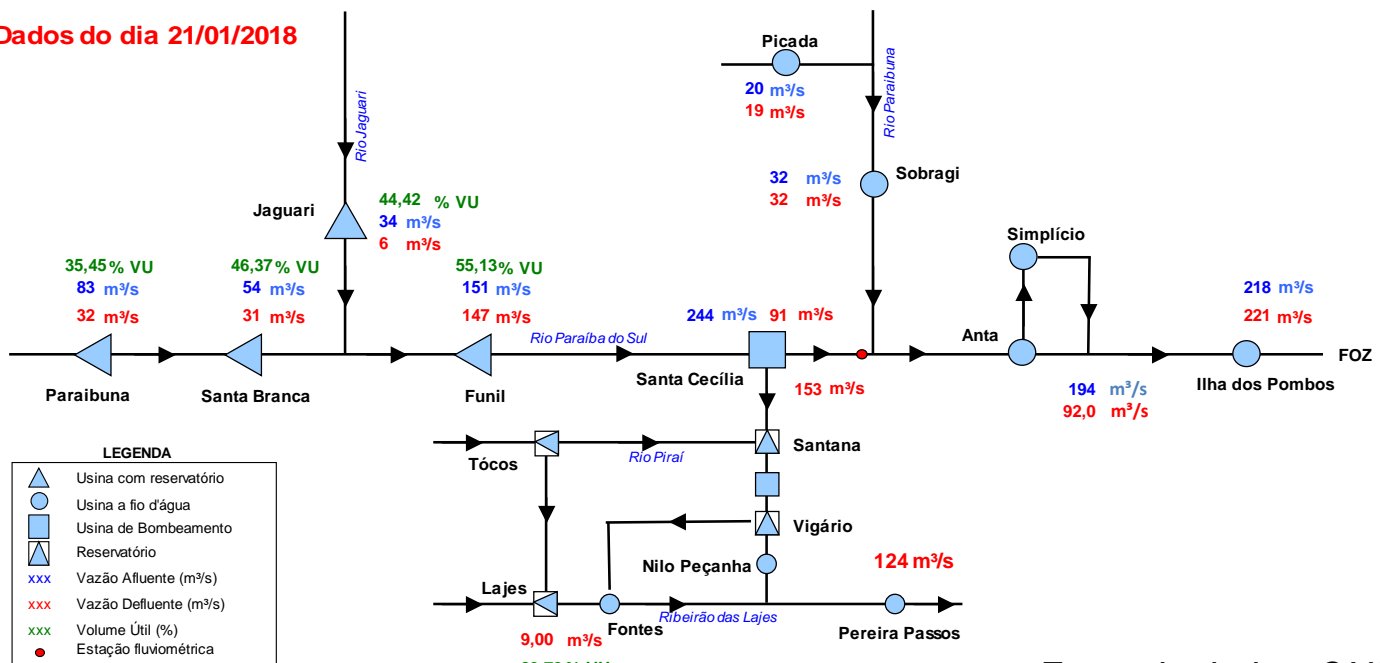 Dados do dia 21/01/2018
Picada
20 m³/s
19 m³/s
Rio Paraibuna
Rio Jaguari
32 m³/s
32 m³/s
Sobragi
Jaguari
44,42 % VU
34 m³/s
6 m³/s
Simplício
35,45 % VU
83 m³/s
32 m³/s
46,37 % VU
54 m³/s
31 m³/s
55,13 % VU
151 m³/s
147 m³/s
244 m³/s 91 m³/s
218 m³/s
221 m³/s
Rio Paraíba do Sul
Anta
FOZ
Paraibuna
Santa Branca
Funil
Santa Cecília
153 m³/s
194 m³/s
92,0 m³/s
Ilha dos Pombos
Tócos
Rio Piraí
Santana
Vigário
Nilo Peçanha
124 m³/s
Lajes
Fontes
Ribeirão das Lajes
Pereira Passos
9,00 m³/s
LEGENDA
Usina com reservatório
Usina a fio d'água
Usina de Bombeamento
Reservatório
xxx Vazão Afluente (m³/s)
xxx Vazão Defluente (m³/s)
xxx Volume Útil (%)
Estação fluviométrica